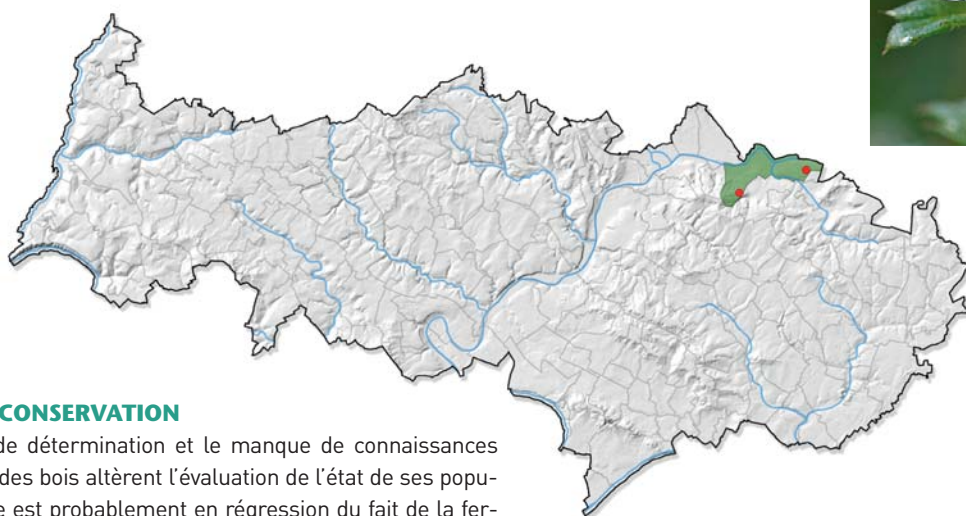 CONSERVATION
de détermination et le manque de connaissances
des bois altèrent l’évaluation de l’état de ses popu-
e est probablement en régression du fait de la fer-